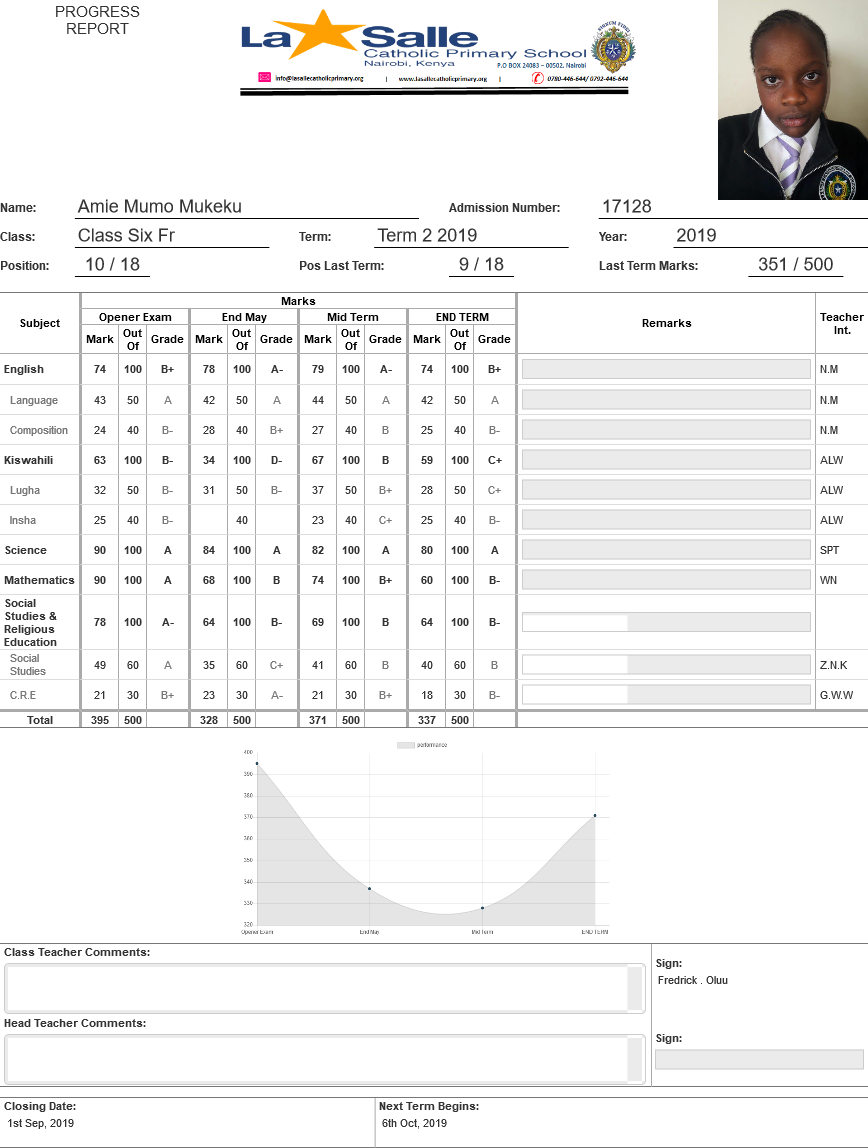 PROGRESS
REPORT
La Salle
Catholic Primary School
Nairobi, Kenya
P.O BOX 24083 – 00502, Nairobi
info@lasallecatholicprimary.org | www.lasallecatholicprimary.org | 0780-446-644/ 0792-446-644
Name: Amie Mumo Mukeku Admission Number: 17128
Class: Class Six Fr Term: Term 2 2019 Year: 2019
Position: 10 / 18 Pos Last Term: 9 / 18 Last Term Marks: 351 / 500
Subject Marks Remarks Teacher Int.
Opener Exam End May Mid Term END TERM
Mark Out Of Grade Mark Out Of Grade Mark Out Of Grade Mark Out Of Grade
English 74 100 B+ 78 100 A- 79 100 A- 74 100 B+ N.M
Language 43 50 A 42 50 A 44 50 A 42 50 A N.M
Composition 24 40 B- 28 40 B+ 27 40 B 25 40 B- N.M
Kiswahili 63 100 B- 34 100 D- 67 100 B 59 100 C+ ALW
Lugha 32 50 B- 31 50 B- 37 50 B+ 28 50 C+ ALW
Insha 25 40 B- 40 23 40 C+ 25 40 B- ALW
Science 90 100 A 84 100 A 82 100 A 80 100 A SPT
Mathematics 90 100 A 68 100 B 74 100 B+ 60 100 B- WN
Social Studies & Religious Education 78 100 A- 64 100 B- 69 100 B 64 100 B-
Social Studies 49 60 A 35 60 C+ 41 60 B 40 60 B Z.N.K
C.R.E 21 30 B+ 23 30 A- 21 30 B+ 18 30 B- G.W.W
Total 395 500 328 500 371 500 337 500
performance
400
390
380
370
360
350
340
330
320
Opener Exam End May Mid Term END TERM
Class Teacher Comments:
Sign:
Fredrick . Oluu
Head Teacher Comments:
Sign:
Closing Date: Next Term Begins:
1st Sep, 2019 6th Oct, 2019